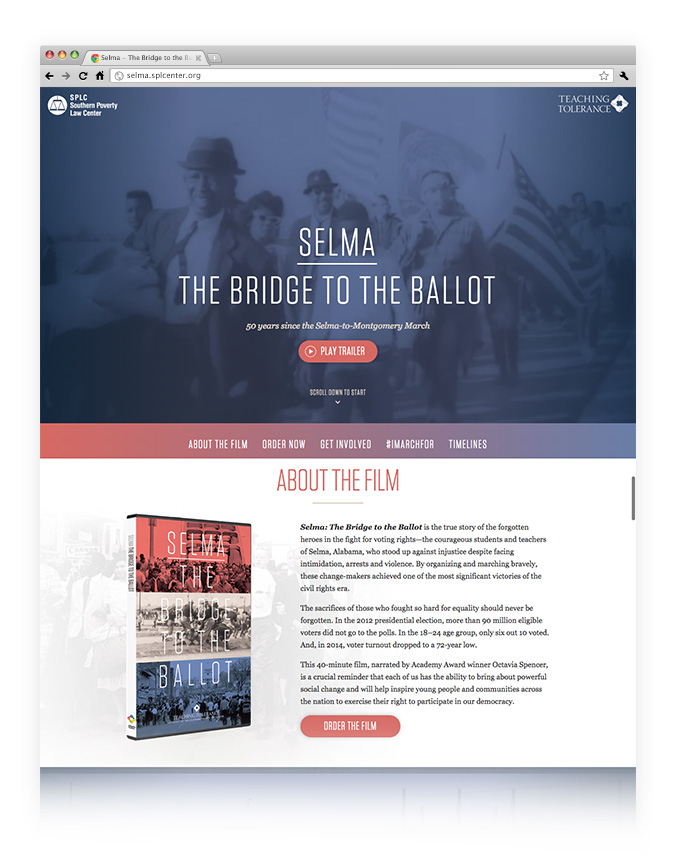 Selma – The Bridge to the Ba
selma.splcenter.org
SPLC
Southern Poverty
Law Center
TEACHING
TOLERANCE
SELMA
THE BRIDGE TO THE BALLOT
50 years since the Selma-to-Montgomery March
PLAY TRAILER
SCROLL DOWN TO START
ABOUT THE FILM ORDER NOW GET INVOLVED #IMARCHFOR TIMELINES
ABOUT THE FILM
SELMA
THE
BRIDGE
TO THE
BALLOT
TEACHING TOLERANCE
SELMA THE BRIDGE TO THE BALLOT
DVD
Selma: The Bridge to the Ballot is the true story of the forgotten
heroes in the fight for voting rights—the courageous students and teachers
of Selma, Alabama, who stood up against injustice despite facing
intimidation, arrests and violence. By organizing and marching bravely,
these change-makers achieved one of the most significant victories of the
civil rights era.
The sacrifices of those who fought so hard for equality should never be
forgotten. In the 2012 presidential election, more than 90 million eligible
voters did not go to the polls. In the 18–24 age group, only six out 10 voted.
And, in 2014, voter turnout dropped to a 72-year low.
This 40-minute film, narrated by Academy Award winner Octavia Spencer,
is a crucial reminder that each of us has the ability to bring about powerful
social change and will help inspire young people and communities across
the nation to exercise their right to participate in our democracy.
ORDER THE FILM